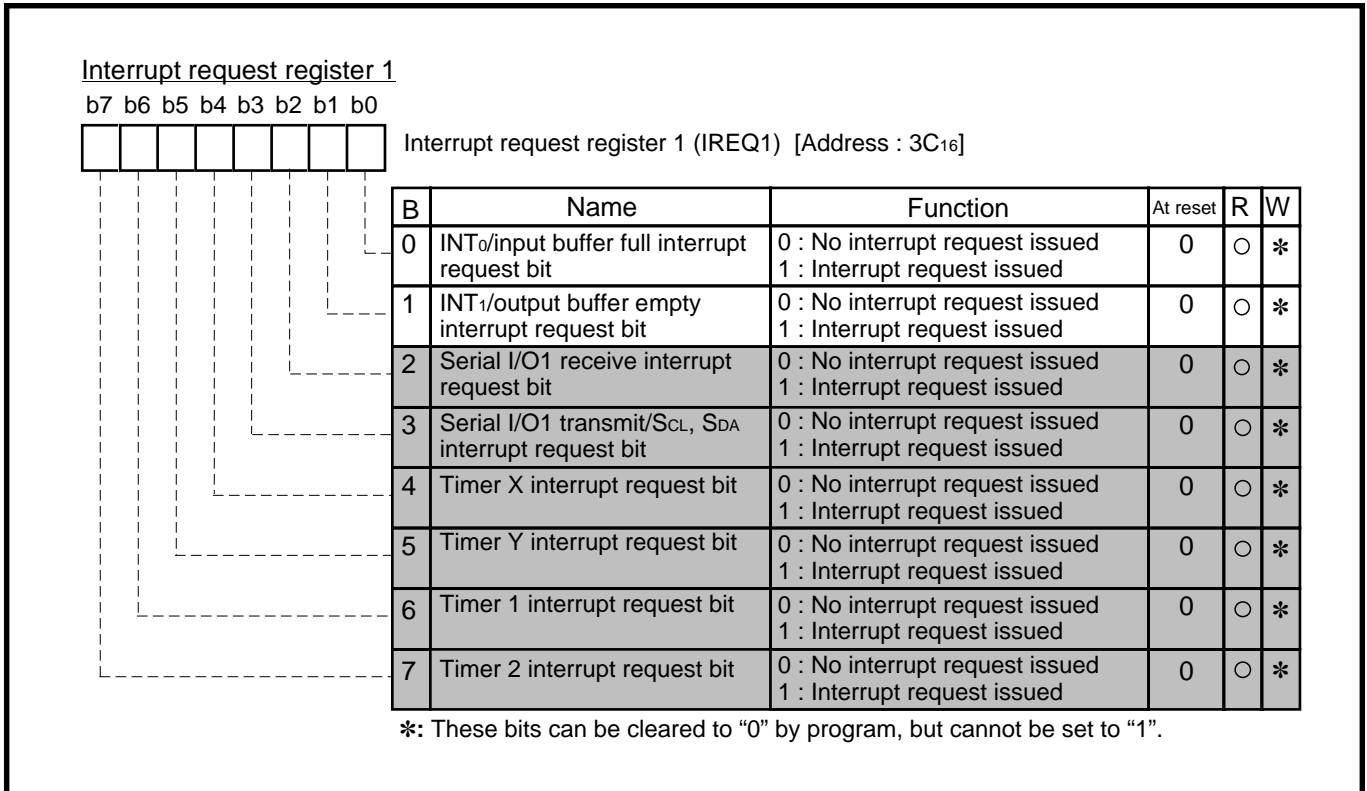 Interrupt request register 1
b7 b6 b5 b4 b3 b2 b1 b0
Interrupt request register 1 (IREQ1) [Address : 3C16]
B Name Function At reset R W
0 INT0/input buffer full interrupt request bit 0 : No interrupt request issued 1 : Interrupt request issued 0 ○ ✻
1 INT1/output buffer empty interrupt request bit 0 : No interrupt request issued 1 : Interrupt request issued 0 ○ ✻
2 Serial I/O1 receive interrupt request bit 0 : No interrupt request issued 1 : Interrupt request issued 0 ○ ✻
3 Serial I/O1 transmit/SCL, SDA interrupt request bit 0 : No interrupt request issued 1 : Interrupt request issued 0 ○ ✻
4 Timer X interrupt request bit 0 : No interrupt request issued 1 : Interrupt request issued 0 ○ ✻
5 Timer Y interrupt request bit 0 : No interrupt request issued 1 : Interrupt request issued 0 ○ ✻
6 Timer 1 interrupt request bit 0 : No interrupt request issued 1 : Interrupt request issued 0 ○ ✻
7 Timer 2 interrupt request bit 0 : No interrupt request issued 1 : Interrupt request issued 0 ○ ✻
✻: These bits can be cleared to “0” by program, but cannot be set to “1”.